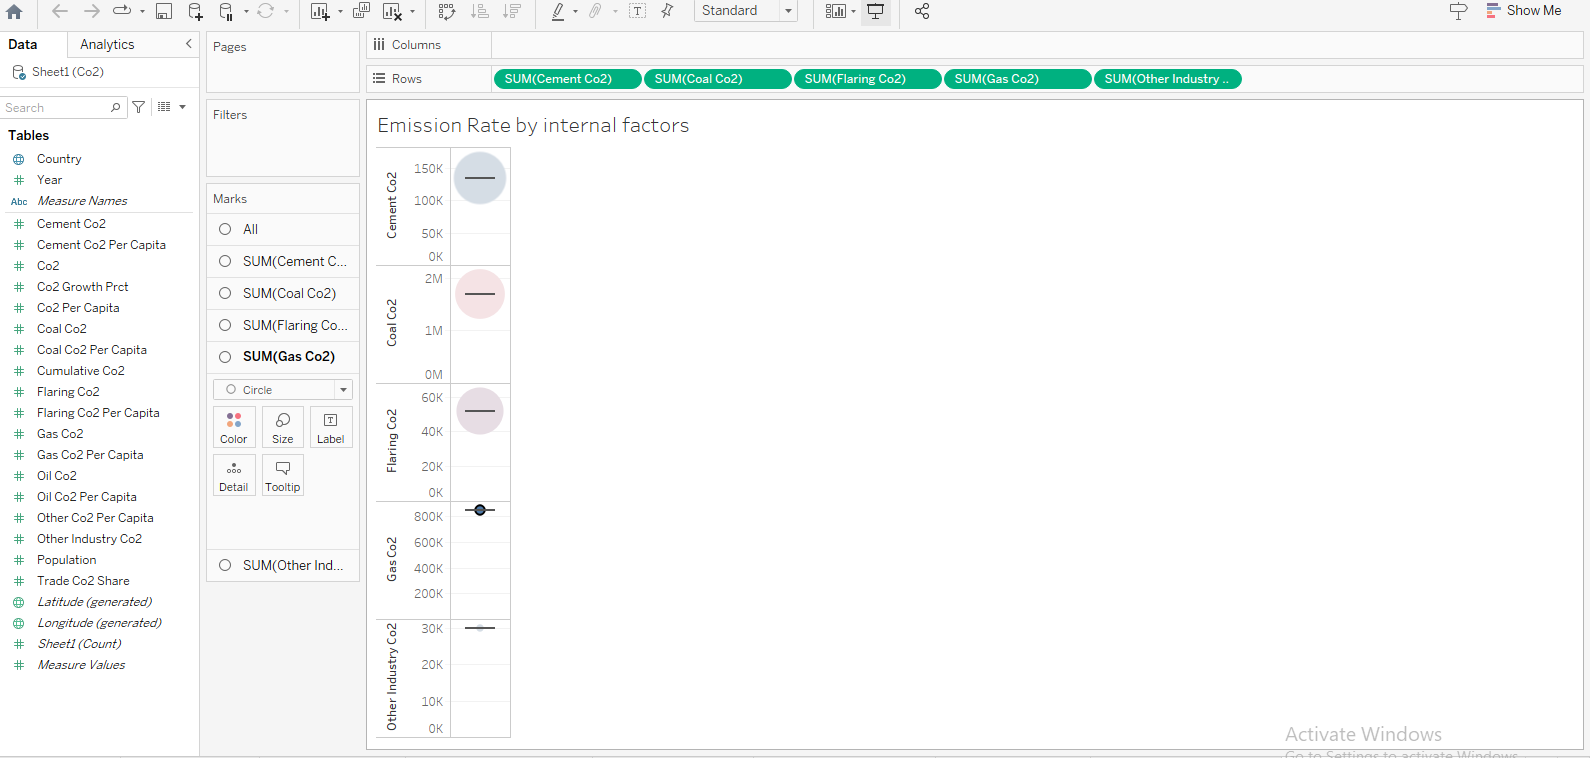 Standard
Show Me
Data
Analytics
Sheet1 (Co2)
Search
Tables
Country
Year
Abc Measure Names
Cement Co2
Cement Co2 Per Capita
Co2
Co2 Growth Prct
Co2 Per Capita
Coal Co2
Coal Co2 Per Capita
Cumulative Co2
Flaring Co2
Flaring Co2 Per Capita
Gas Co2
Gas Co2 Per Capita
Oil Co2
Oil Co2 Per Capita
Other Co2 Per Capita
Other Industry Co2
Population
Trade Co2 Share
Latitude (generated)
Longitude (generated)
Sheet1 (Count)
Measure Values
Pages
Filters
Marks
All
SUM(Cement C...
SUM(Coal Co2)
SUM(Flaring Co...
SUM(Gas Co2)
Circle
Color
Size
Label
Detail
Tooltip
SUM(Other Ind...
Columns
Rows
SUM(Cement Co2)
SUM(Coal Co2)
SUM(Flaring Co2)
SUM(Gas Co2)
SUM(Other Industry ..
Emission Rate by internal factors
Cement Co2
150K
100K
50K
0K
Coal Co2
2M
1M
0M
Flaring Co2
60K
40K
20K
0K
Gas Co2
800K
600K
400K
200K
Other Industry Co2
30K
20K
10K
0K
Activate Windows
Go to Settings to activate Windows.